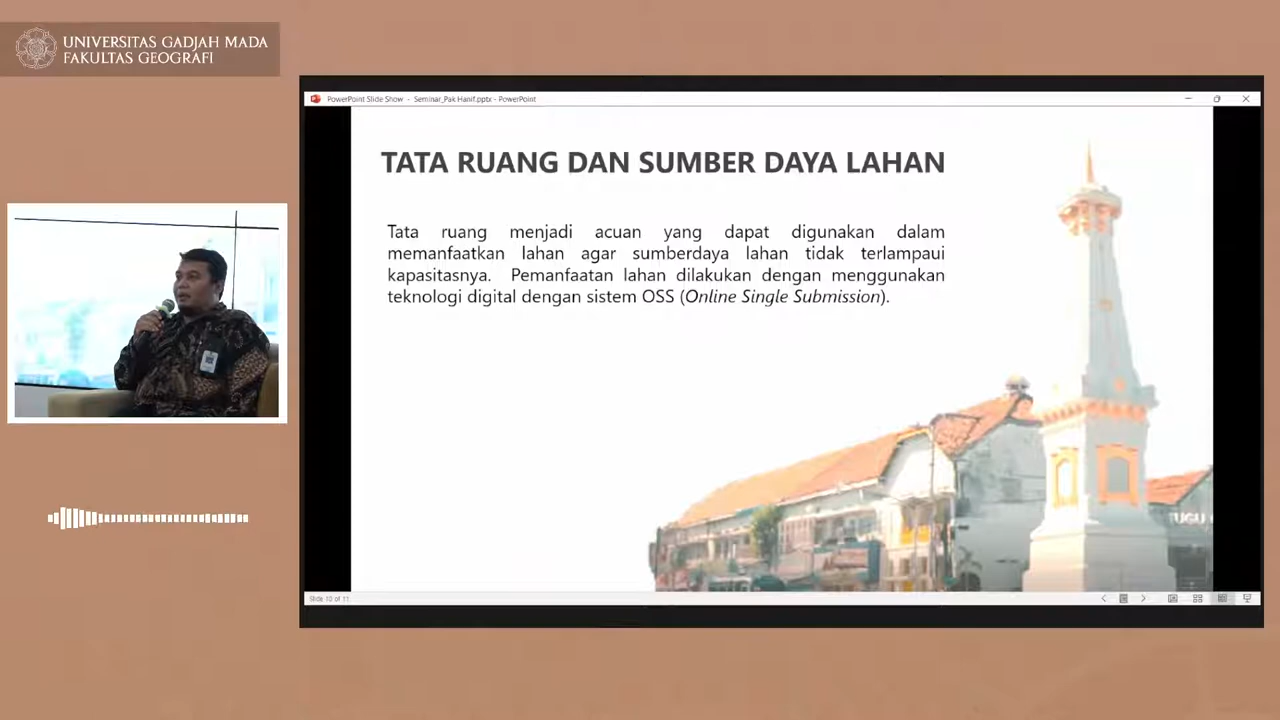 UNIVERSITAS GADJAH MADA
FAKULTAS GEOGRAFI
PowerPoint Slide Show - Seminar_Pak Hanif.pptx - PowerPoint
TATA RUANG DAN SUMBER DAYA LAHAN
Tata ruang menjadi acuan yang dapat digunakan dalam
memanfaatkan lahan agar sumberdaya lahan tidak terlampaui
kapasitasnya. Pemanfaatan lahan dilakukan dengan menggunakan
teknologi digital dengan sistem OSS (Online Single Submission).
TUGU
Slide 10 of 11